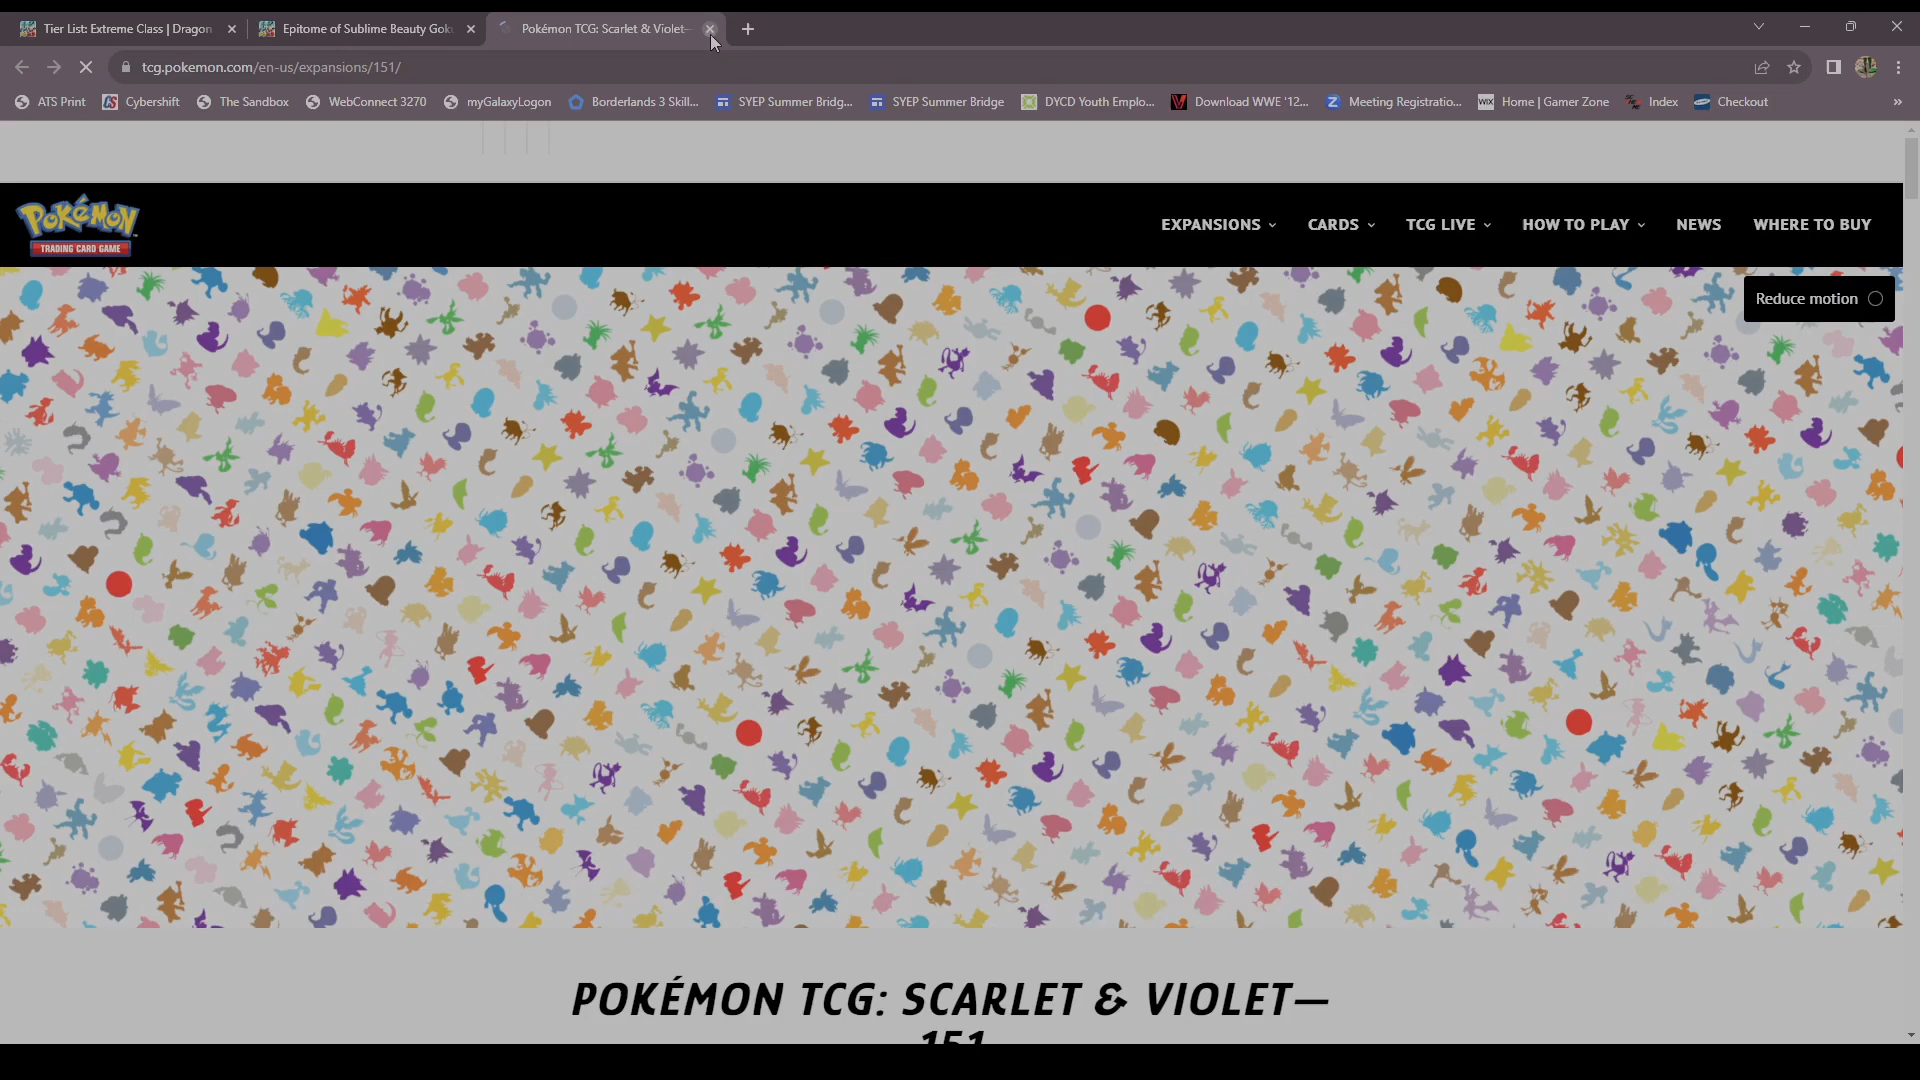 Tier List: Extreme Class | Dragon
Epitome of Sublime Beauty Gok
Pokémon TCG: Scarlet & Violet—
tcg.pokemon.com/en-us/expansions/151/
ATS Print
Cybershift
The Sandbox
WebConnect 3270
myGalaxyLogon
Borderlands 3 Skill...
SYEP Summer Bridg...
SYEP Summer Bridge
DYCD Youth Emplo...
Download WWE '12...
Meeting Registratio...
WIX
Home | Gamer Zone
Index
Checkout
»
POKéMON
TRADING CARD GAME
EXPANSIONS
CARDS
TCG LIVE
HOW TO PLAY
NEWS
WHERE TO BUY
Reduce motion
POKÉMON TCG: SCARLET & VIOLET—
151